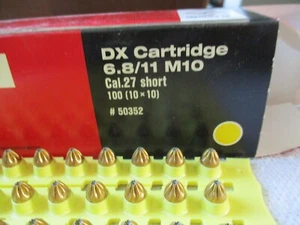 DX Cartridge
6.8/11 M10
Cal.27 short
100 (10×10)
# 50352